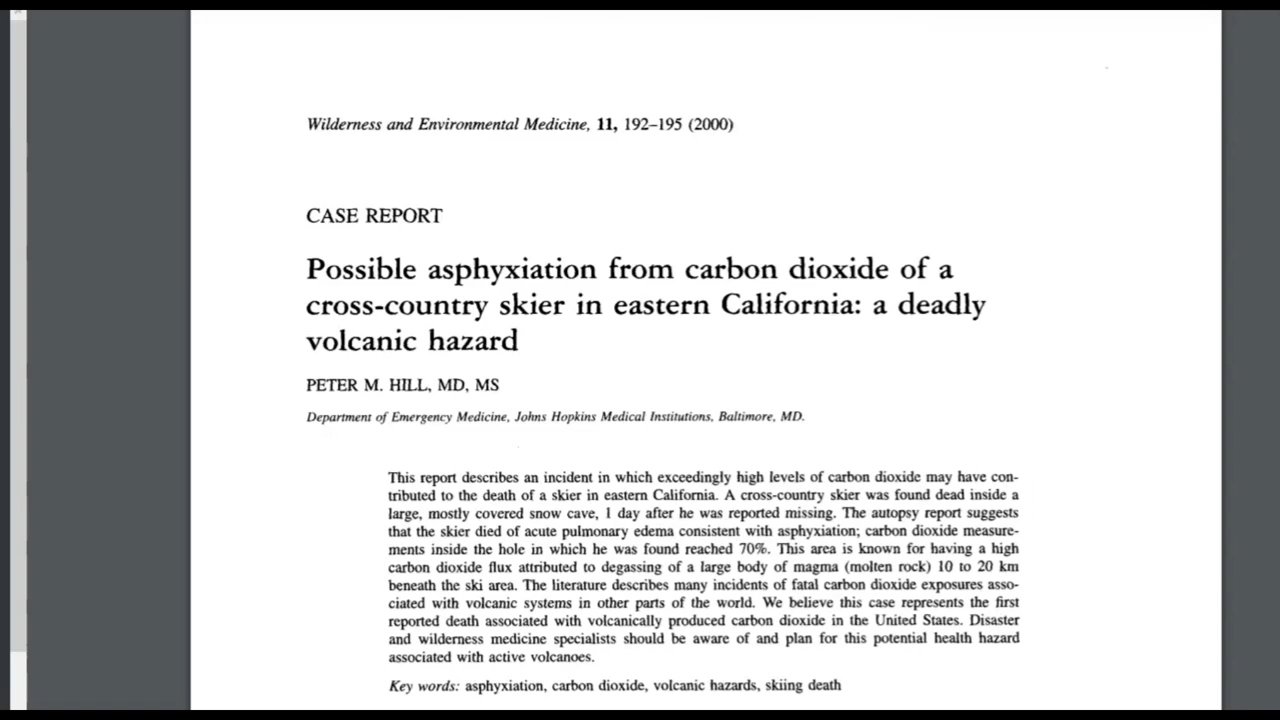 Wilderness and Environmental Medicine, 11, 192–195 (2000)
CASE REPORT
Possible asphyxiation from carbon dioxide of a
cross-country skier in eastern California: a deadly
volcanic hazard
PETER M. HILL, MD, MS
Department of Emergency Medicine, Johns Hopkins Medical Institutions, Baltimore, MD.
This report describes an incident in which exceedingly high levels of carbon dioxide may have con-
tributed to the death of a skier in eastern California. A cross-country skier was found dead inside a
large, mostly covered snow cave, 1 day after he was reported missing. The autopsy report suggests
that the skier died of acute pulmonary edema consistent with asphyxiation; carbon dioxide measure-
ments inside the hole in which he was found reached 70%. This area is known for having a high
carbon dioxide flux attributed to degassing of a large body of magma (molten rock) 10 to 20 km
beneath the ski area. The literature describes many incidents of fatal carbon dioxide exposures asso-
ciated with volcanic systems in other parts of the world. We believe this case represents the first
reported death associated with volcanically produced carbon dioxide in the United States. Disaster
and wilderness medicine specialists should be aware of and plan for this potential health hazard
associated with active volcanoes.
Key words: asphyxiation, carbon dioxide, volcanic hazards, skiing death